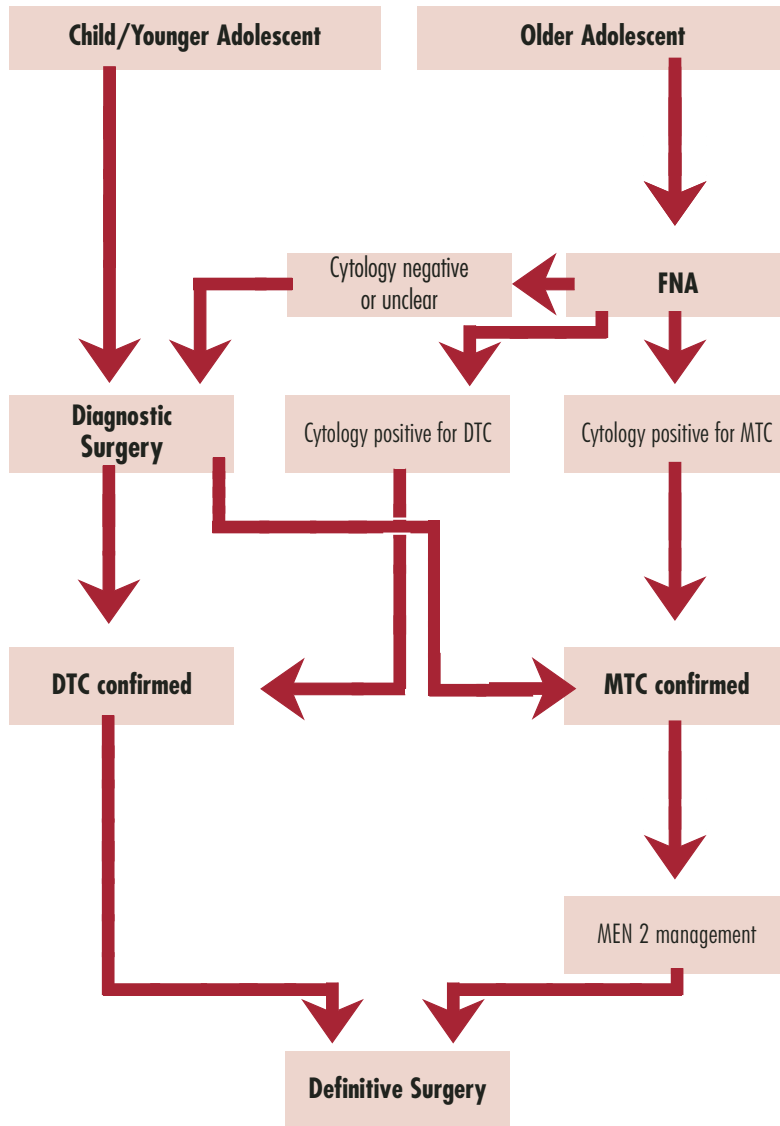 Child/Younger Adolescent
Older Adolescent
Cytology negative
or unclear
FNA
Diagnostic
Surgery
Cytology positive for DTC
Cytology positive for MTC
DTC confirmed
MTC confirmed
MEN 2 management
Definitive Surgery